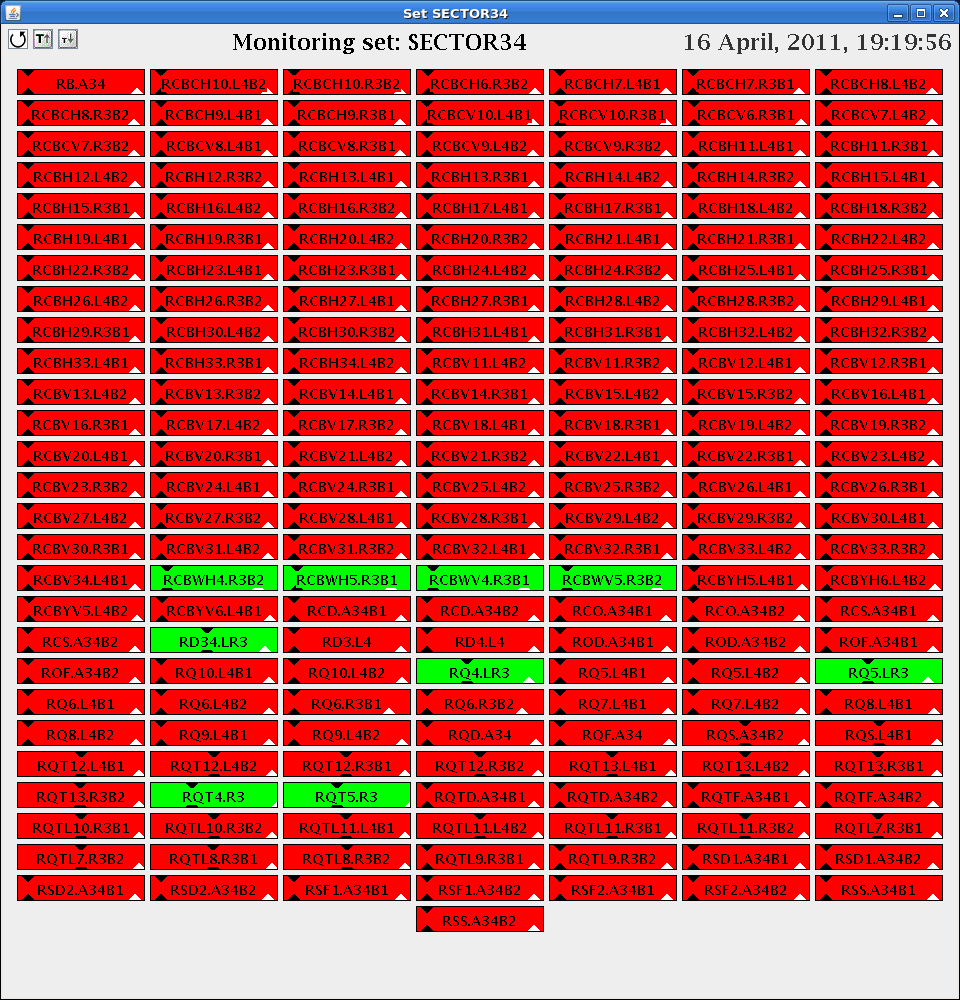 Set SECTOR34
Monitoring set: SECTOR34 16 April, 2011, 19:19:56
RB.A34 RCBCH10.L4B2 RCBCH10.R3B2 RCBCH6.R3B2 RCBCH7.L4B1 RCBCH7.R3B1 RCBCH8.L4B2
RCBCH8.R3B2 RCBCH9.L4B1 RCBCH9.R3B1 RCBCV10.L4B1 RCBCV10.R3B1 RCBCV6.R3B1 RCBCV7.L4B2
RCBCV7.R3B2 RCBCV8.L4B1 RCBCV8.R3B1 RCBCV9.L4B2 RCBCV9.R3B2 RCBH11.L4B1 RCBH11.R3B1
RCBH12.L4B2 RCBH12.R3B2 RCBH13.L4B1 RCBH13.R3B1 RCBH14.L4B2 RCBH14.R3B2 RCBH15.L4B1
RCBH15.R3B1 RCBH16.L4B2 RCBH16.R3B2 RCBH17.L4B1 RCBH17.R3B1 RCBH18.L4B2 RCBH18.R3B2
RCBH19.L4B1 RCBH19.R3B1 RCBH20.L4B2 RCBH20.R3B2 RCBH21.L4B1 RCBH21.R3B1 RCBH22.L4B2
RCBH22.R3B2 RCBH23.L4B1 RCBH23.R3B1 RCBH24.L4B2 RCBH24.R3B2 RCBH25.L4B1 RCBH25.R3B1
RCBH26.L4B2 RCBH26.R3B2 RCBH27.L4B1 RCBH27.R3B1 RCBH28.L4B2 RCBH28.R3B2 RCBH29.L4B1
RCBH29.R3B1 RCBH30.L4B2 RCBH30.R3B2 RCBH31.L4B1 RCBH31.R3B1 RCBH32.L4B2 RCBH32.R3B2
RCBH33.L4B1 RCBH33.R3B1 RCBH34.L4B2 RCBV11.L4B2 RCBV11.R3B2 RCBV12.L4B1 RCBV12.R3B1
RCBV13.L4B2 RCBV13.R3B2 RCBV14.L4B1 RCBV14.R3B1 RCBV15.L4B2 RCBV15.R3B2 RCBV16.L4B1
RCBV16.R3B1 RCBV17.L4B2 RCBV17.R3B2 RCBV18.L4B1 RCBV18.R3B1 RCBV19.L4B2 RCBV19.R3B2
RCBV20.L4B1 RCBV20.R3B1 RCBV21.L4B2 RCBV21.R3B2 RCBV22.L4B1 RCBV22.R3B1 RCBV23.L4B2
RCBV23.R3B2 RCBV24.L4B1 RCBV24.R3B1 RCBV25.L4B2 RCBV25.R3B2 RCBV26.L4B1 RCBV26.R3B1
RCBV27.L4B2 RCBV27.R3B2 RCBV28.L4B1 RCBV28.R3B1 RCBV29.L4B2 RCBV29.R3B2 RCBV30.L4B1
RCBV30.R3B1 RCBV31.L4B2 RCBV31.R3B2 RCBV32.L4B1 RCBV32.R3B1 RCBV33.L4B2 RCBV33.R3B2
RCBV34.L4B1 RCBWH4.R3B2 RCBWH5.R3B1 RCBWV4.R3B1 RCBWV5.R3B2 RCBYH5.L4B1 RCBYH6.L4B2
RCBYV5.L4B2 RCBYV6.L4B1 RCD.A34B1 RCD.A34B2 RCO.A34B1 RCO.A34B2 RCS.A34B1
RCS.A34B2 RD34.LR3 RD3.L4 RD4.L4 ROD.A34B1 ROD.A34B2 ROF.A34B1
ROF.A34B2 RQ10.L4B1 RQ10.L4B2 RQ4.LR3 RQ5.L4B1 RQ5.L4B2 RQ5.LR3
RQ6.L4B1 RQ6.L4B2 RQ6.R3B1 RQ6.R3B2 RQ7.L4B1 RQ7.L4B2 RQ8.L4B1
RQ8.L4B2 RQ9.L4B1 RQ9.L4B2 RQD.A34 RQF.A34 RQS.A34B2 RQS.L4B1
RQT12.L4B1 RQT12.L4B2 RQT12.R3B1 RQT12.R3B2 RQT13.L4B1 RQT13.L4B2 RQT13.R3B1
RQT13.R3B2 RQT4.R3 RQT5.R3 RQTD.A34B1 RQTD.A34B2 RQTF.A34B1 RQTF.A34B2
RQTL10.R3B1 RQTL10.R3B2 RQTL11.L4B1 RQTL11.L4B2 RQTL11.R3B1 RQTL11.R3B2 RQTL7.R3B1
RQTL7.R3B2 RQTL8.R3B1 RQTL8.R3B2 RQTL9.R3B1 RQTL9.R3B2 RSD1.A34B1 RSD1.A34B2
RSD2.A34B1 RSD2.A34B2 RSF1.A34B1 RSF1.A34B2 RSF2.A34B1 RSF2.A34B2 RSS.A34B1
RSS.A34B2